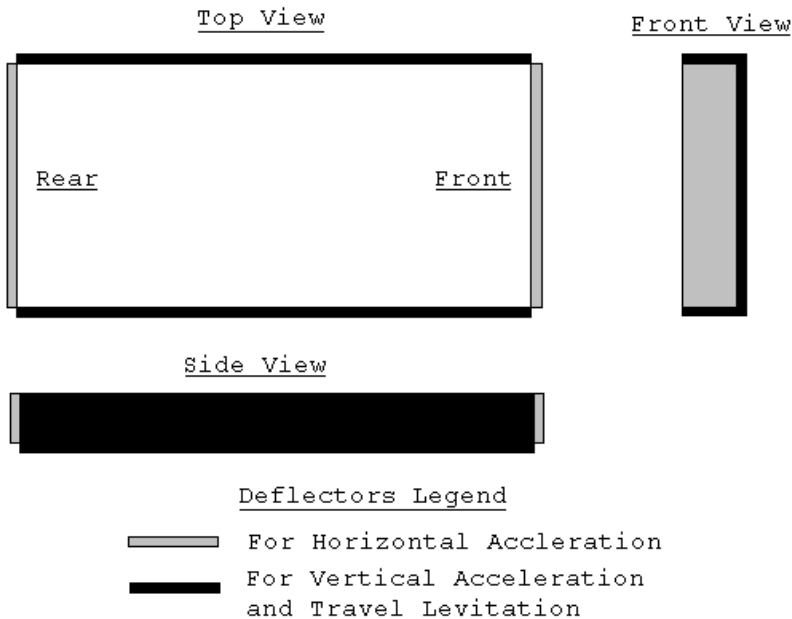 Top View
Front View
Rear
Front
Side View
Deflectors Legend
For Horizontal Accleration
For Vertical Acceleration
and Travel Levitation